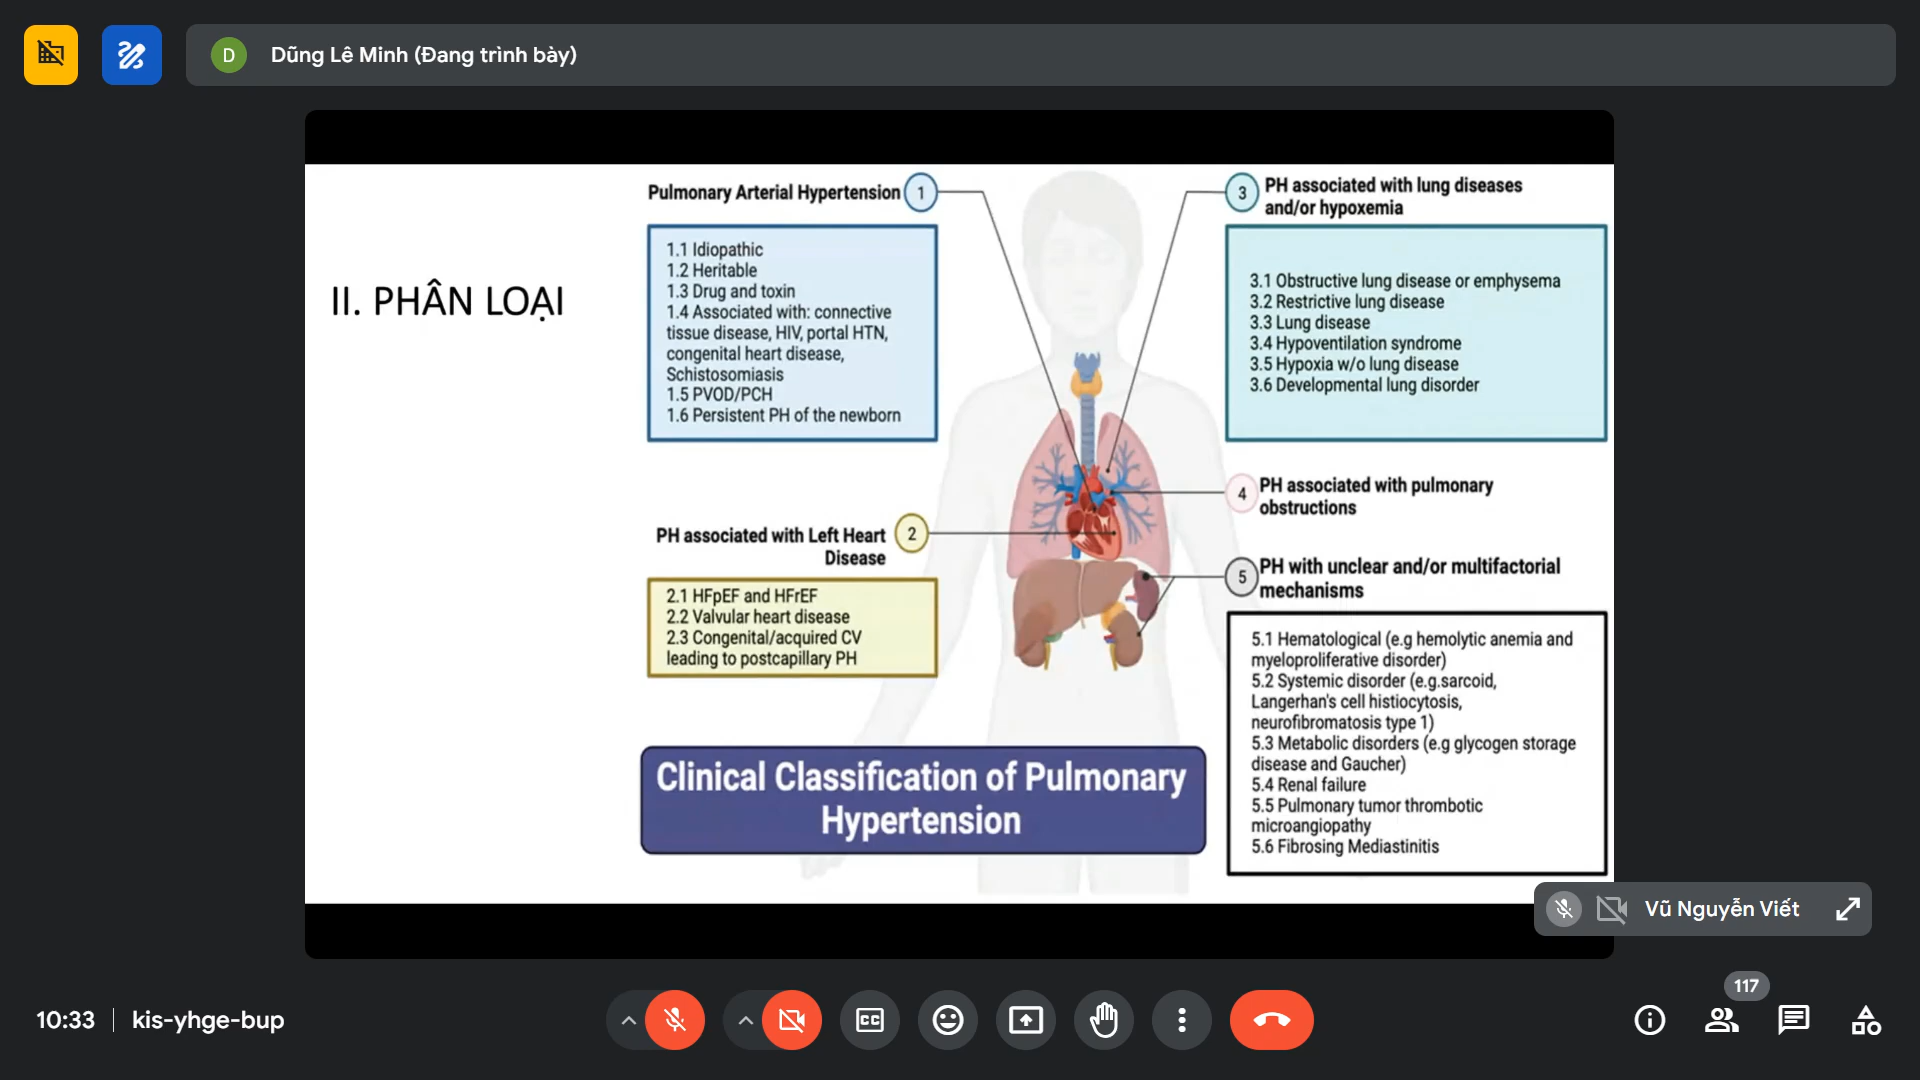 D
Dũng Lê Minh (Đang trình bày)
II. PHÂN LOẠI
Pulmonary Arterial Hypertension 1
1.1 Idiopathic
1.2 Heritable
1.3 Drug and toxin
1.4 Associated with: connective
tissue disease, HIV, portal HTN,
congenital heart disease,
Schistosomiasis
1.5 PVOD/PCH
1.6 Persistent PH of the newborn
PH associated with Left Heart
Disease
2
2.1 HFpEF and HFrEF
2.2 Valvular heart disease
2.3 Congenital/acquired CV
leading to postcapillary PH
3
PH associated with lung diseases
and/or hypoxemia
3.1 Obstructive lung disease or emphysema
3.2 Restrictive lung disease
3.3 Lung disease
3.4 Hypoventilation syndrome
3.5 Hypoxia w/o lung disease
3.6 Developmental lung disorder
4
PH associated with pulmonary
obstructions
5
PH with unclear and/or multifactorial
mechanisms
5.1 Hematological (e.g hemolytic anemia and
myeloproliferative disorder)
5.2 Systemic disorder (e.g.sarcoid,
Langerhan's cell histiocytosis,
neurofibromatosis type 1)
5.3 Metabolic disorders (e.g glycogen storage
disease and Gaucher)
5.4 Renal failure
5.5 Pulmonary tumor thrombotic
microangiopathy
5.6 Fibrosing Mediastinitis
Clinical Classification of Pulmonary
Hypertension
Vũ Nguyễn Viết
10:33 | kis-yhge-bup
CC
117